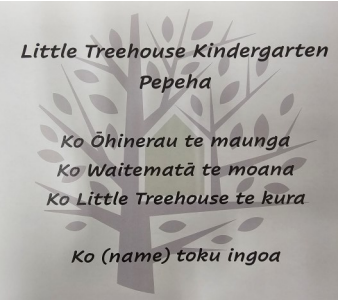 Little Treehouse Kindergarten
Pepeha
Ko Ōhinerau te maunga
Ko Waitematā te moana
Ko Little Treehouse te kura
Ko (name) toku ingoa